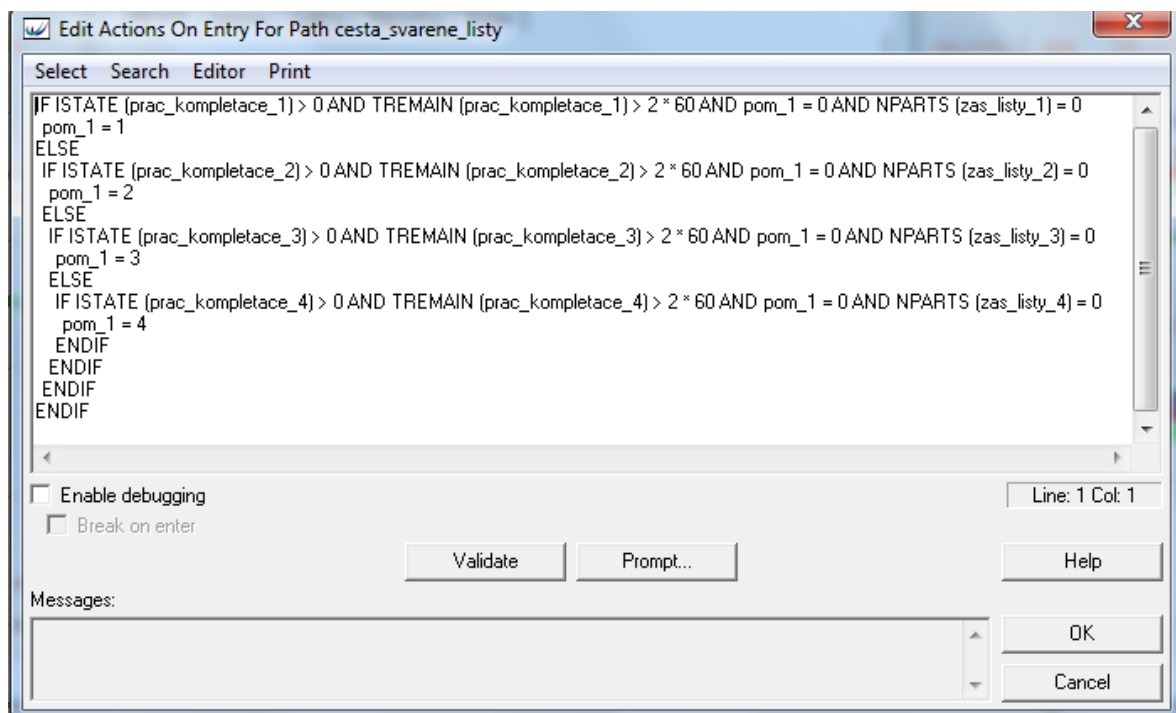 Edit Actions On Entry For Path cesta_svarene_listy
Select Search Editor Print
IF ISTATE (prac_kompletace_1) > 0 AND TREMAIN (prac_kompletace_1) > 2 * 60 AND pom_1 = 0 AND NPARTS (zas_listy_1) = 0
pom_1 = 1
ELSE
IF ISTATE (prac_kompletace_2) > 0 AND TREMAIN (prac_kompletace_2) > 2 * 60 AND pom_1 = 0 AND NPARTS (zas_listy_2) = 0
pom_1 = 2
ELSE
IF ISTATE (prac_kompletace_3) > 0 AND TREMAIN (prac_kompletace_3) > 2 * 60 AND pom_1 = 0 AND NPARTS (zas_listy_3) = 0
pom_1 = 3
ELSE
IF ISTATE (prac_kompletace_4) > 0 AND TREMAIN (prac_kompletace_4) > 2 * 60 AND pom_1 = 0 AND NPARTS (zas_listy_4) = 0
pom_1 = 4
ENDIF
ENDIF
ENDIF
ENDIF
Enable debugging
Line: 1 Col: 1
Break on enter
Validate
Prompt...
Help
Messages:
OK
Cancel